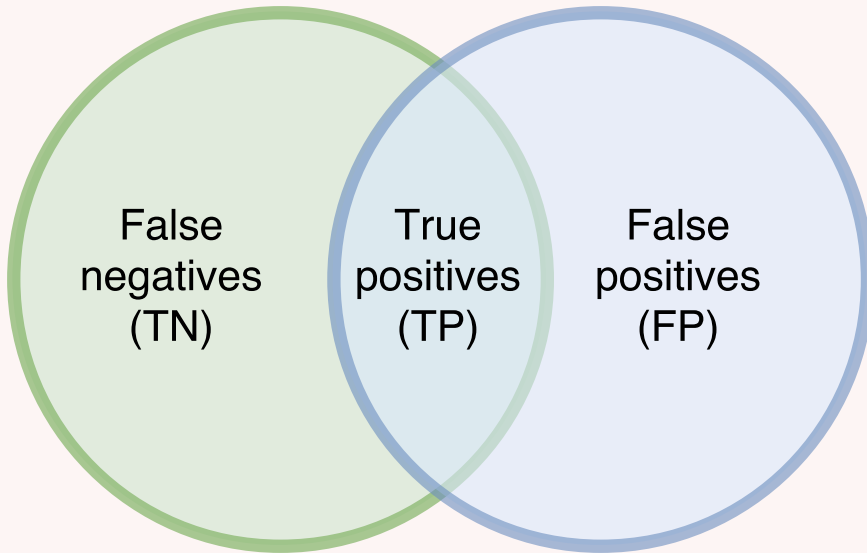 False
negatives
(TN)
True
positives
(TP)
False
positives
(FP)